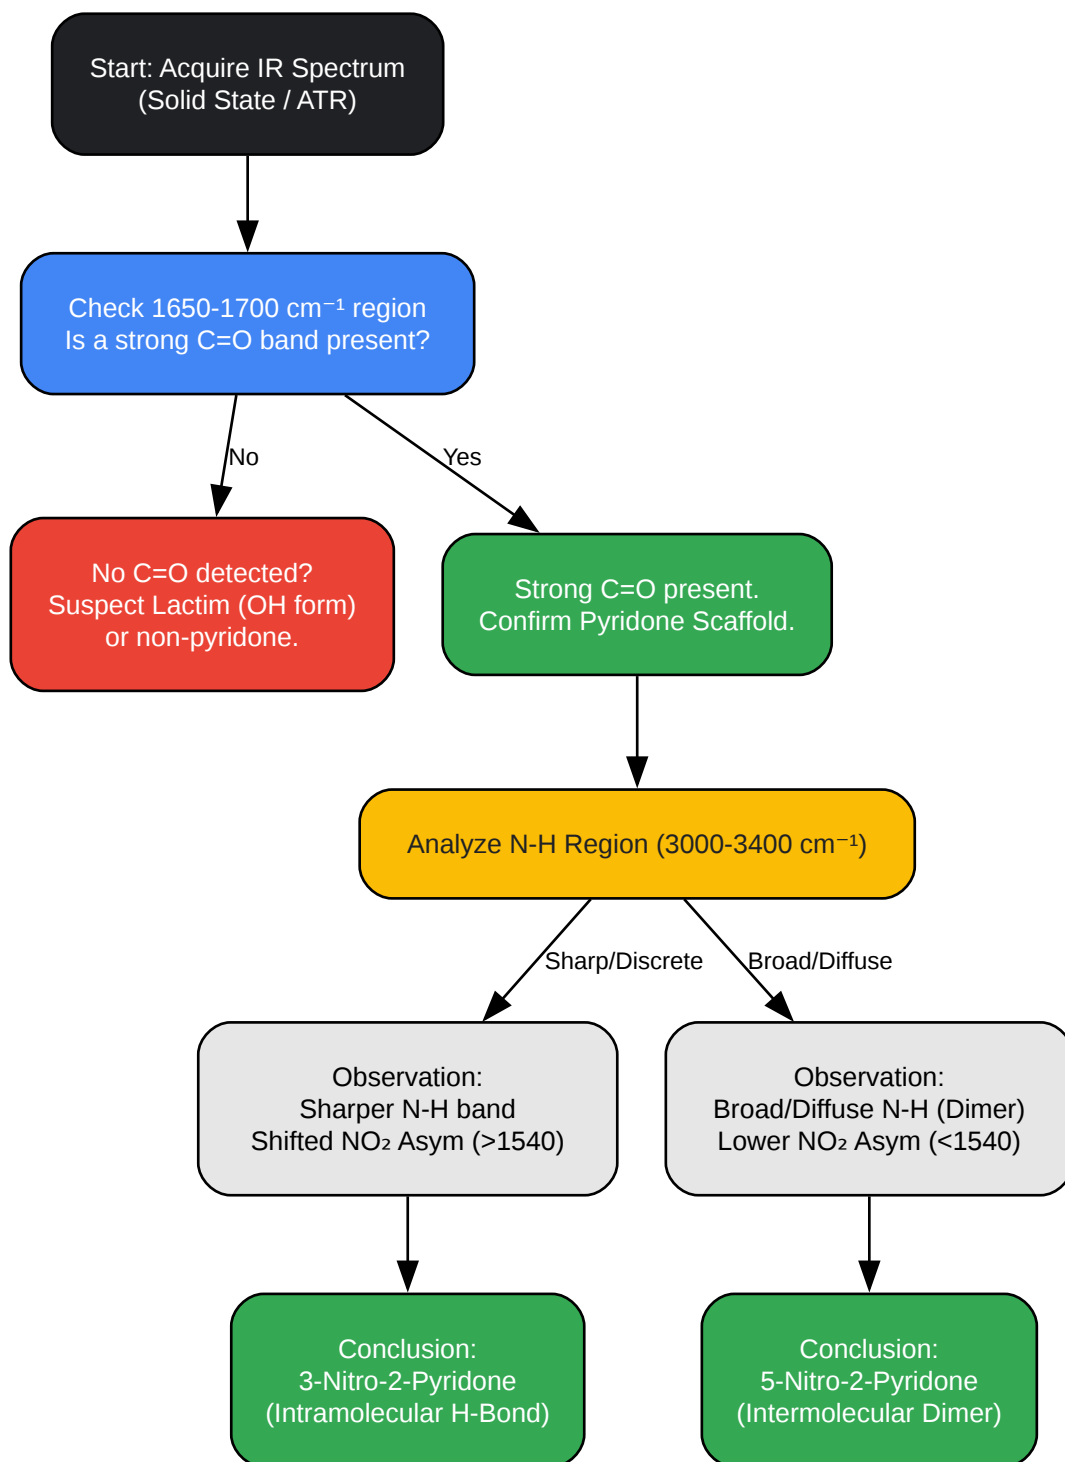 Start: Acquire IR Spectrum
(Solid State / ATR)
Check 1650-1700 cm⁻¹ region
Is a strong C=O band present?
No
Yes
No C=O detected?
Suspect Lactim (OH form)
or non-pyridone.
Strong C=O present.
Confirm Pyridone Scaffold.
Analyze N-H Region (3000-3400 cm⁻¹)
Sharp/Discrete
Broad/Diffuse
Observation:
Sharper N-H band
Shifted NO₂ Asym (>1540)
Observation:
Broad/Diffuse N-H (Dimer)
Lower NO₂ Asym (<1540)
Conclusion:
3-Nitro-2-Pyridone
(Intramolecular H-Bond)
Conclusion:
5-Nitro-2-Pyridone
(Intermolecular Dimer)